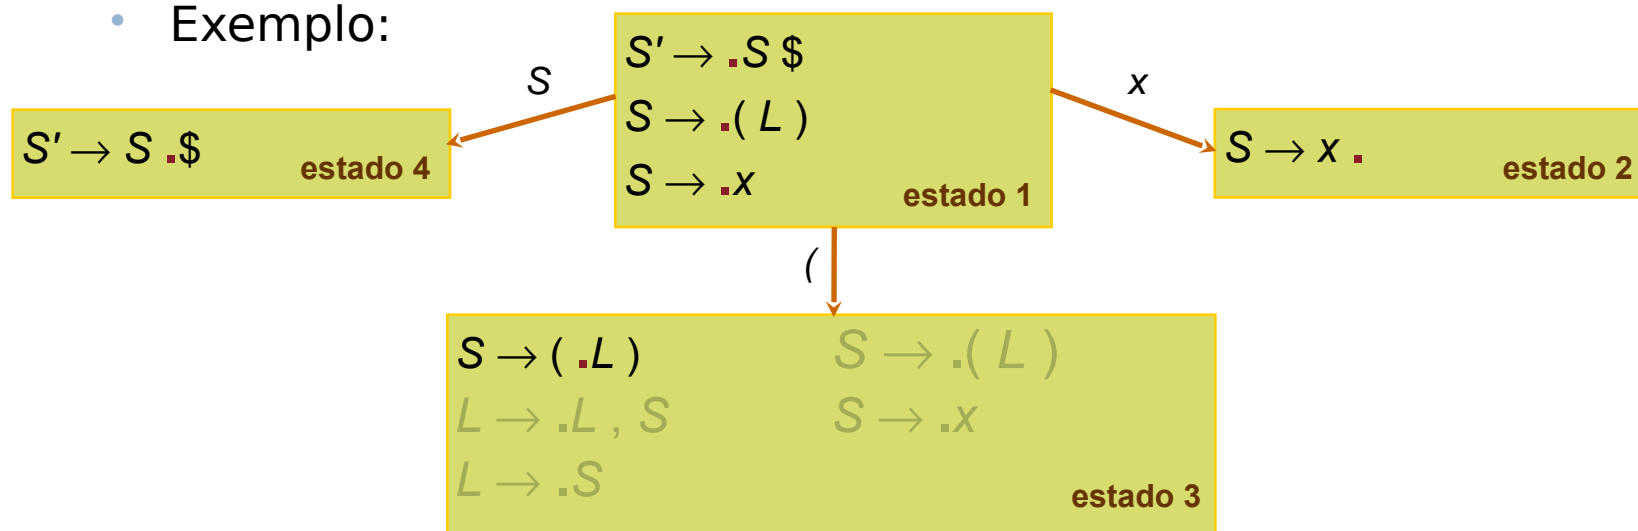 • Exemplo:
S' → .S $
S → .( L )
S → .x
estado 1
S
x
(
S' → S .$
estado 4
S → x .
estado 2
S → ( .L )
L → .L , S
L → .S
S → .( L )
S → .x
estado 3